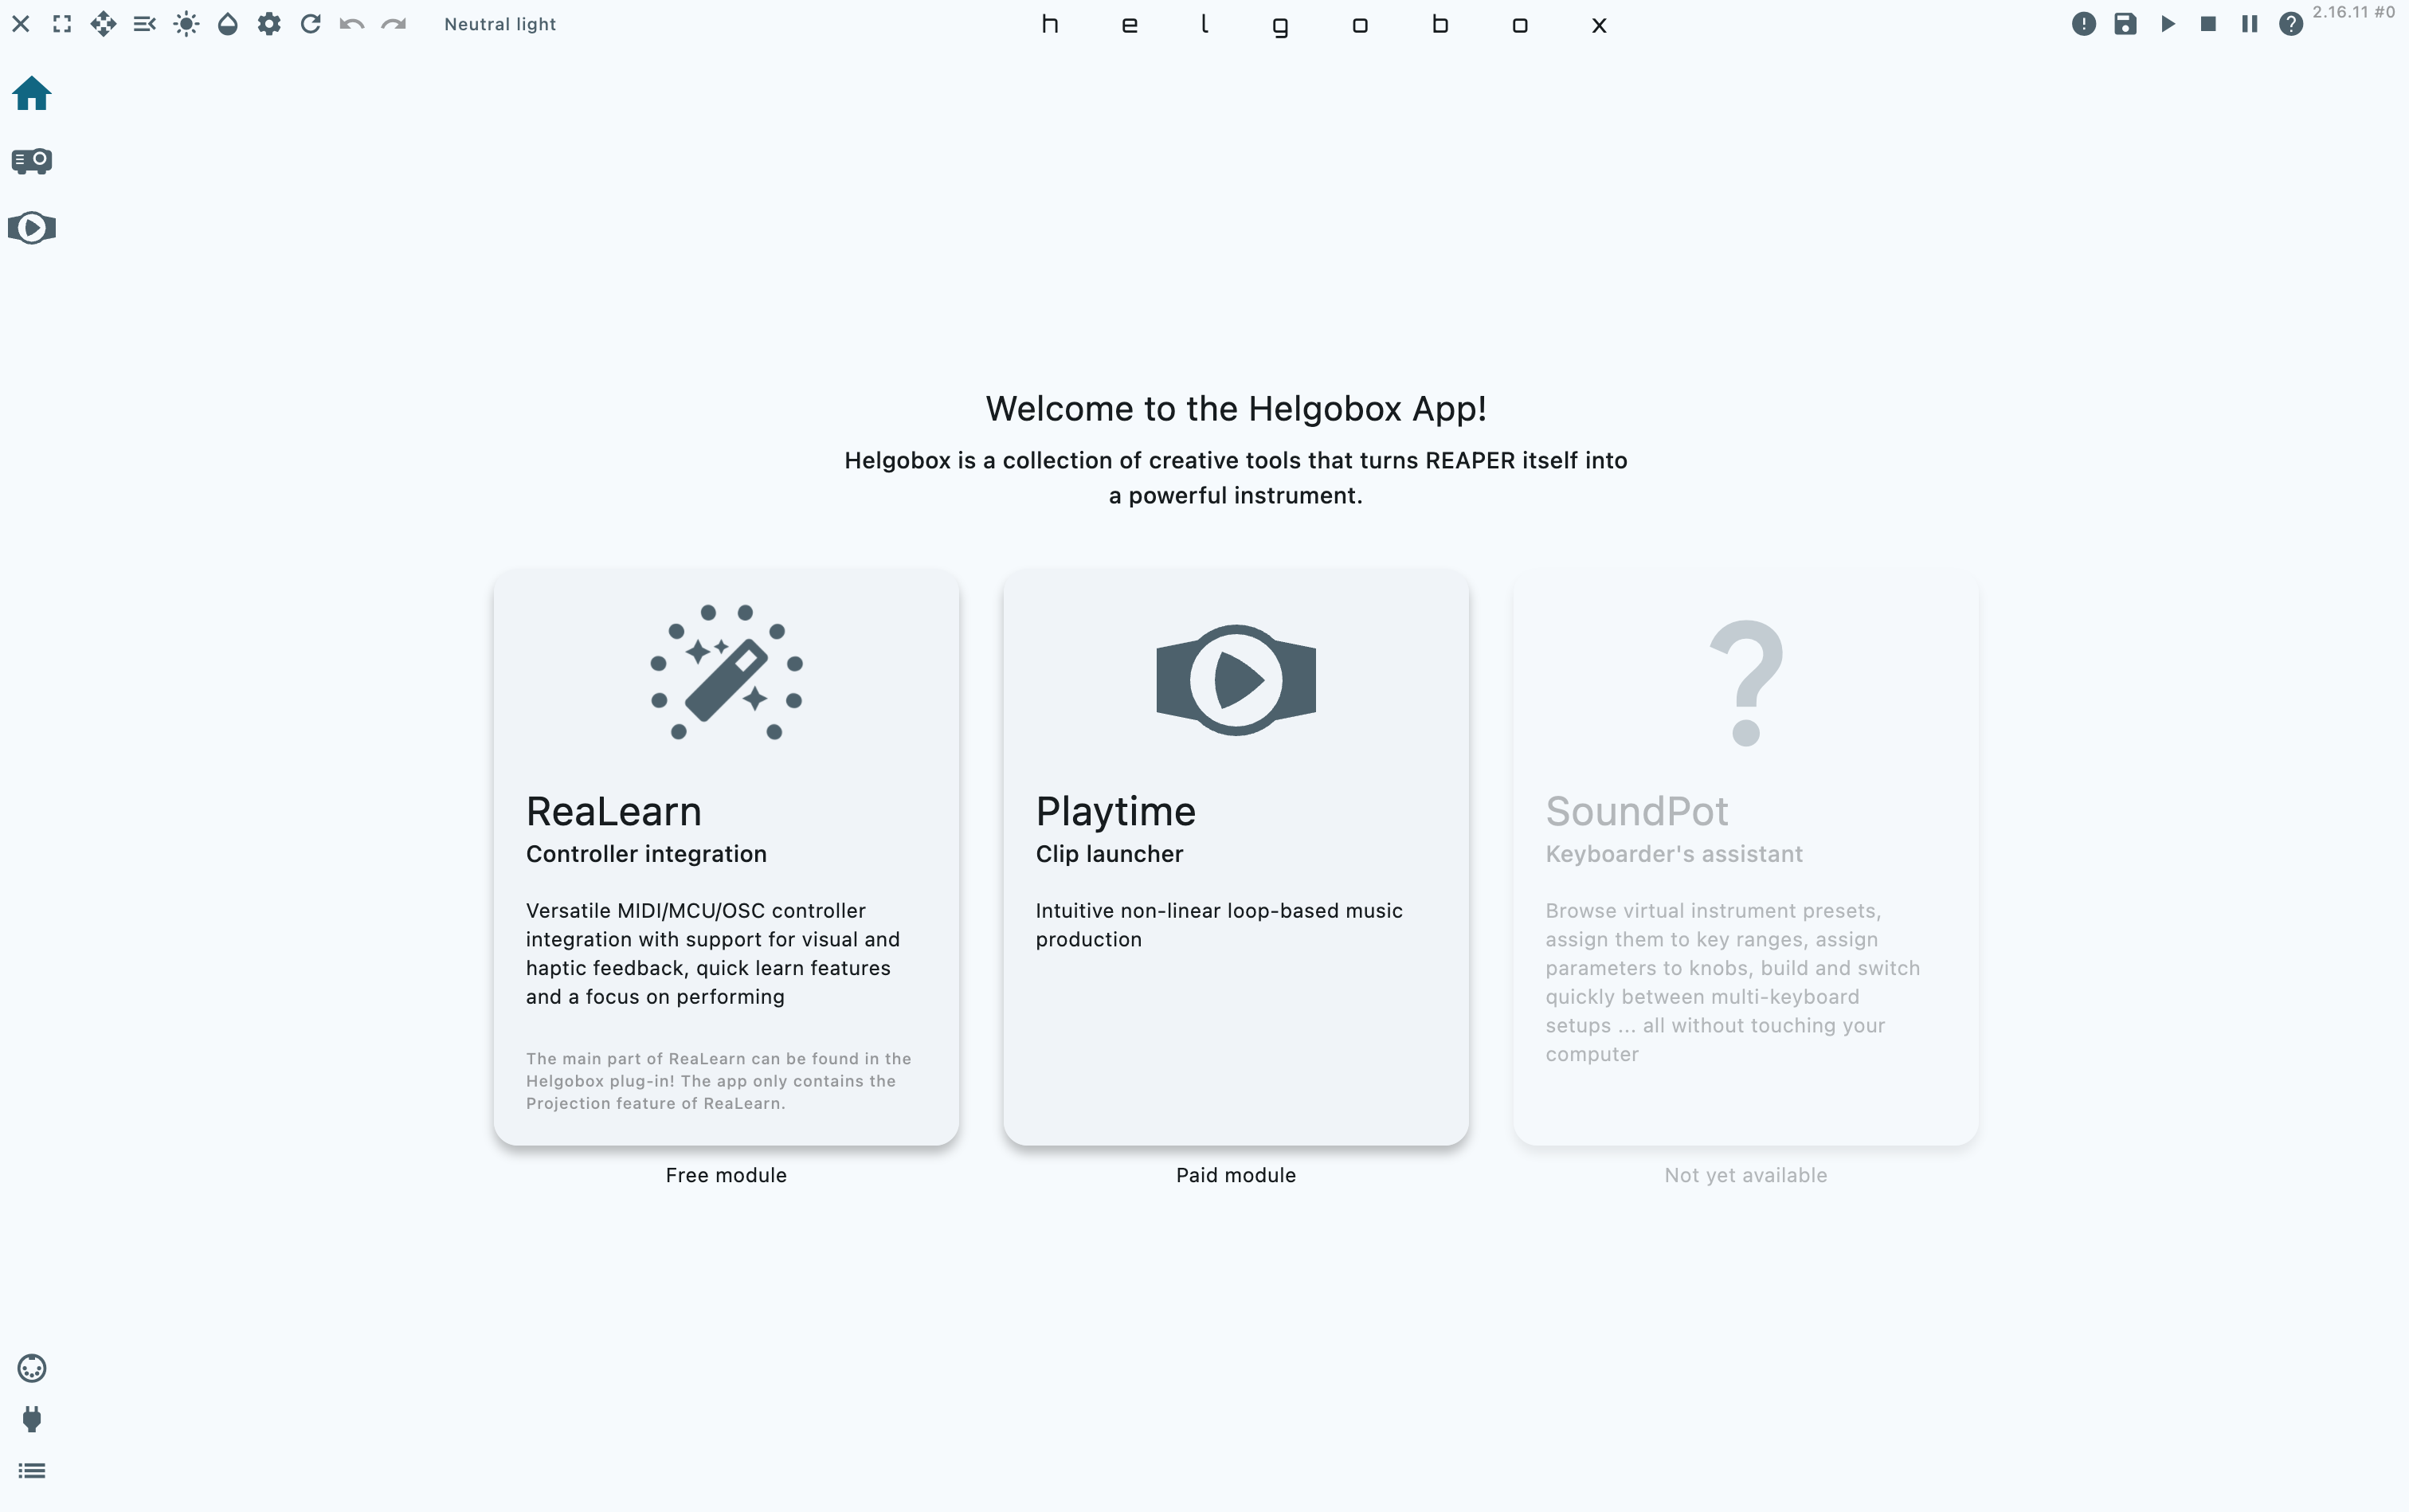 Neutral light
helgobox
2.16.11 #0
Welcome to the Helgobox App!
Helgobox is a collection of creative tools that turns REAPER itself into
a powerful instrument.
ReaLearn
Controller integration
Versatile MIDI/MCU/OSC controller
integration with support for visual and
haptic feedback, quick learn features
and a focus on performing
The main part of ReaLearn can be found in the
Helgobox plug-in! The app only contains the
Projection feature of ReaLearn.
Free module
Playtime
Clip launcher
Intuitive non-linear loop-based music
production
Paid module
?
SoundPot
Keyboarder's assistant
Browse virtual instrument presets,
assign them to key ranges, assign
parameters to knobs, build and switch
quickly between multi-keyboard
setups ... all without touching your
computer
Not yet available